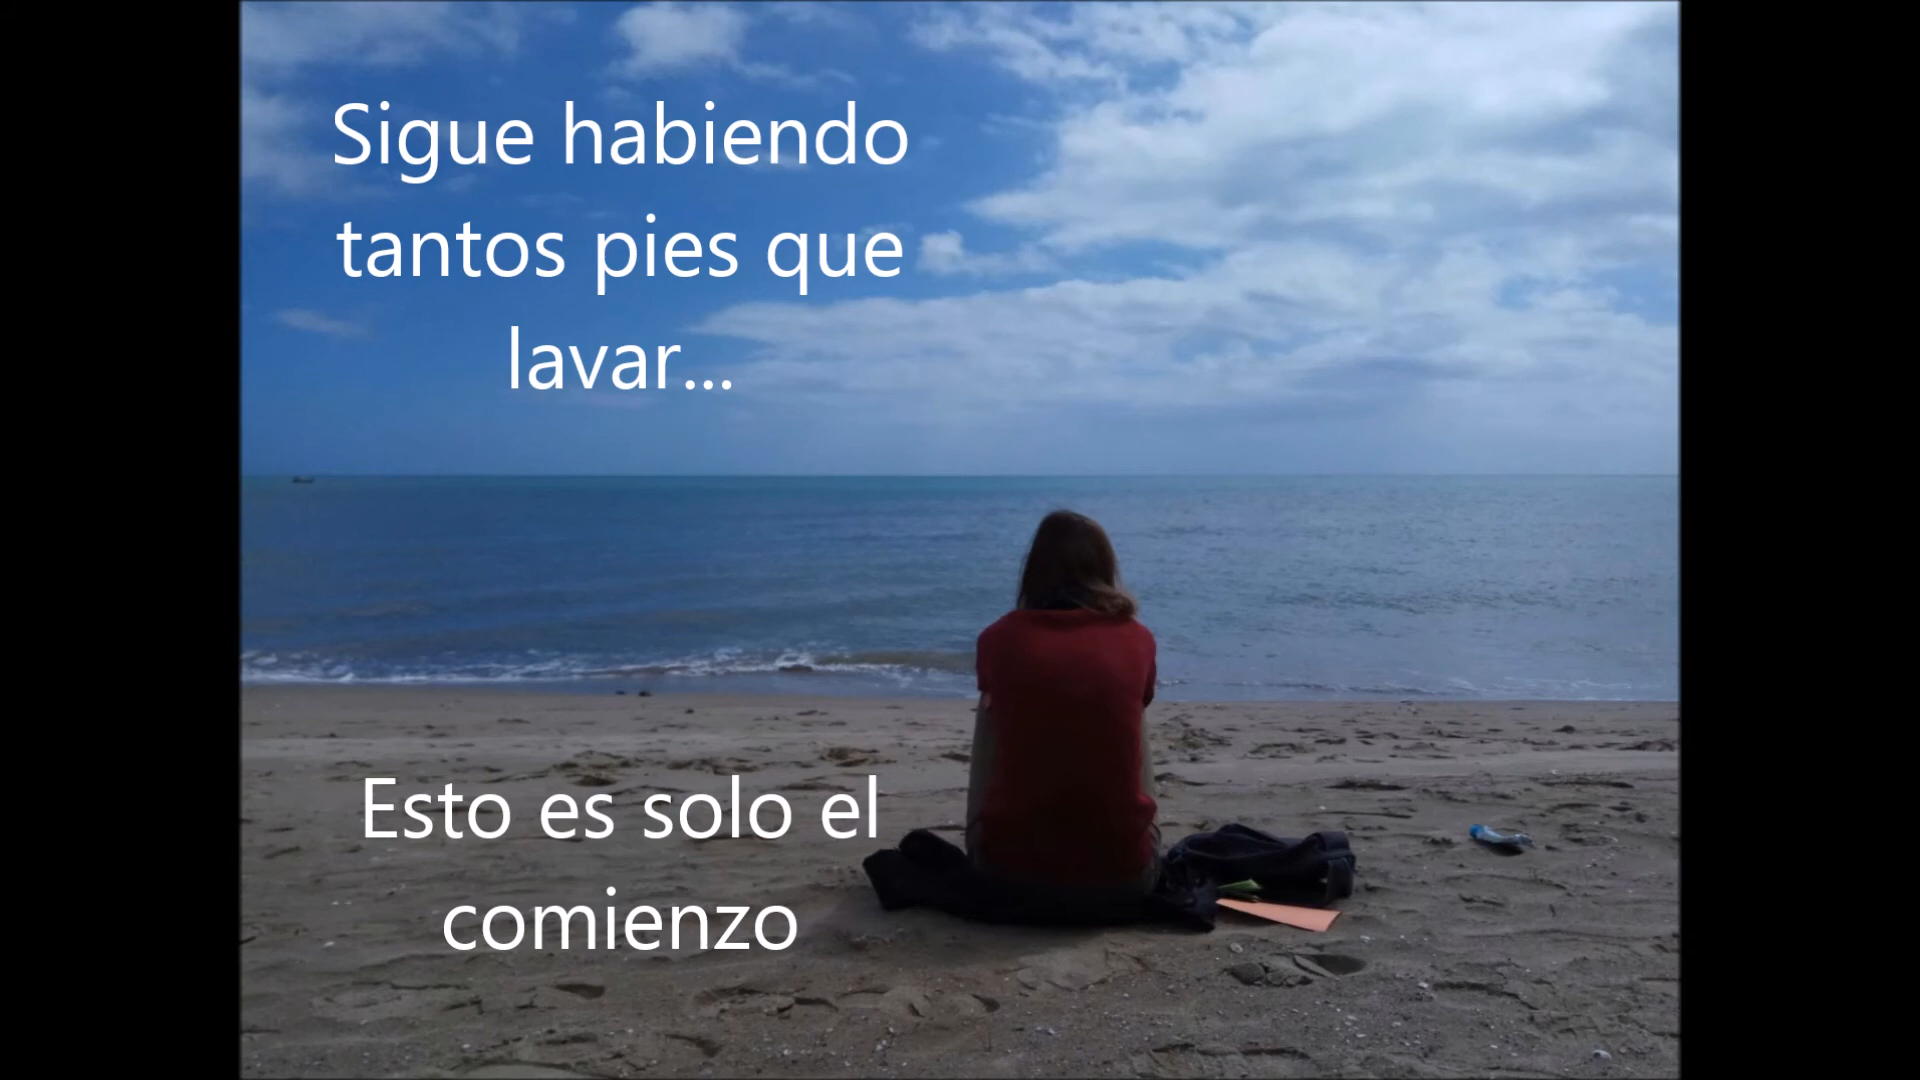 Sigue habiendo
tantos pies que
lavar...
Esto es solo el
comienzo